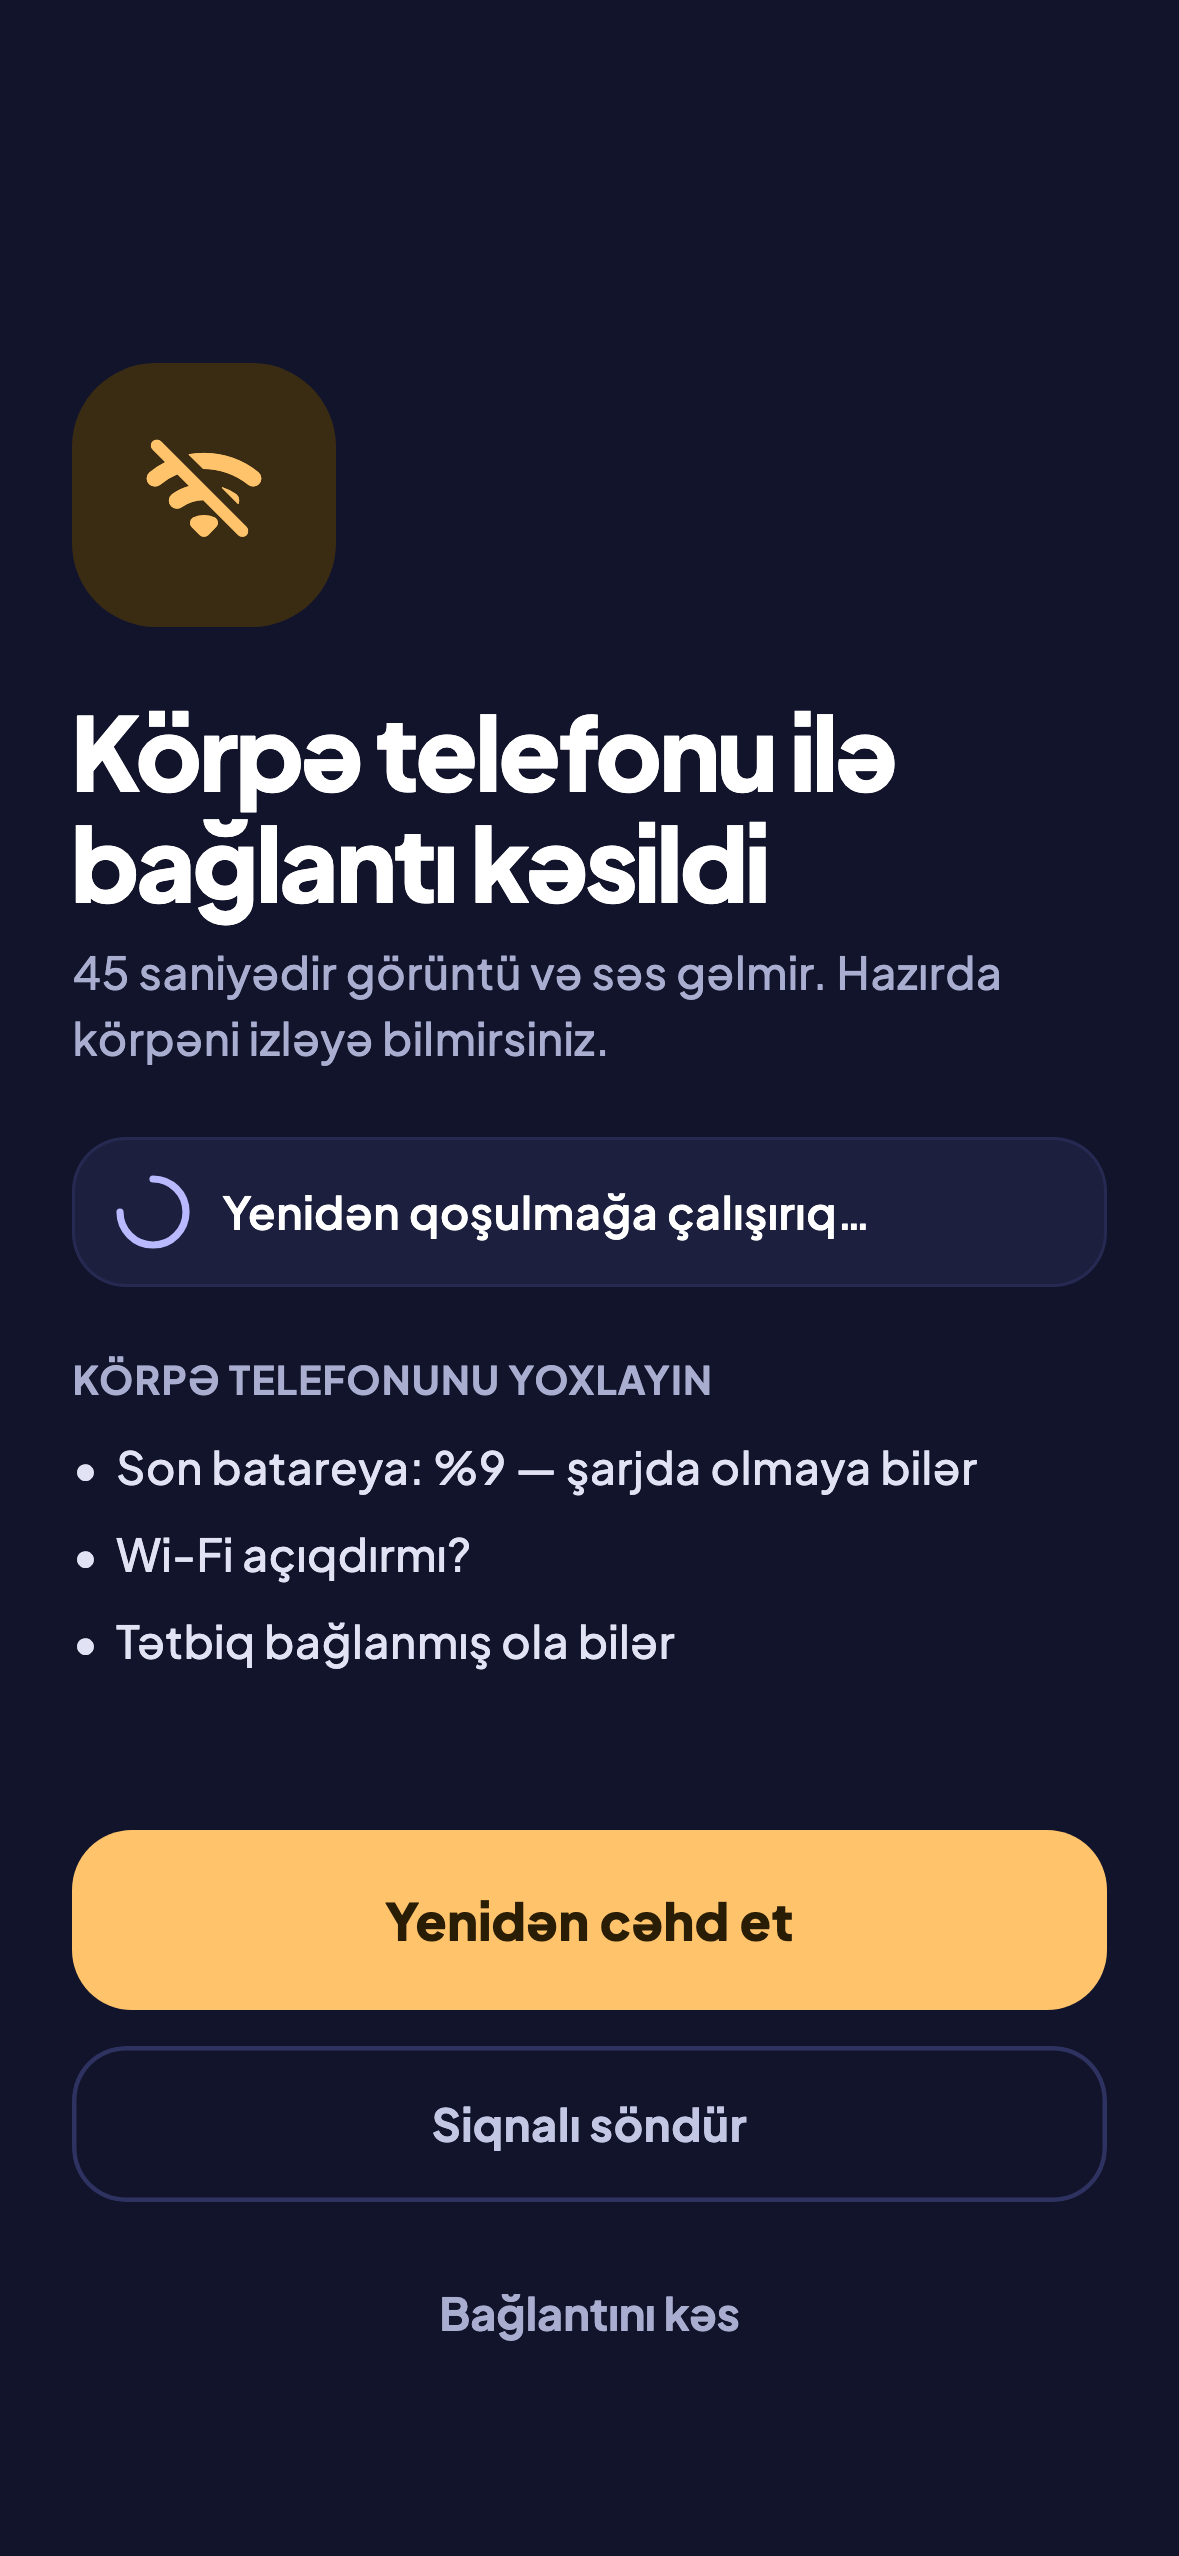 Körpə telefonu ilə
bağlantı kəsildi
45 saniyədir görüntü və səs gəlmir. Hazırda
körpəni izləyə bilmirsiniz.
Yenidən qoşulmağa çalışırıq...
KÖRPƏ TELEFONUNU YOXLAYIN
• Son batareya: %9 — şarjda olmaya bilər
• Wi-Fi açıqdırmı?
• Tətbiq bağlanmış ola bilər
Yenidən cəhd et
Siqnalı söndür
Bağlantını kəs